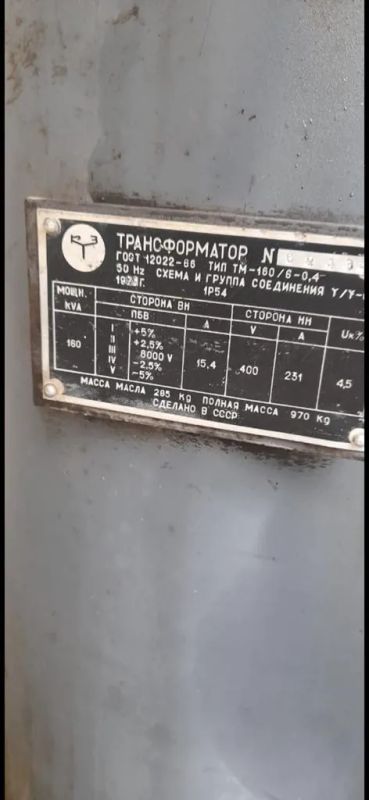 ТРАНСФОРМАТОР №
ГОСТ 12022-66 ТИП ТМ-160/6-0,4
50 Hz СХЕМА И ГРУППА СОЕДИНЕНИЯ Y/Y-
1P54
МОЩН. KVA СТОРОНА ВН СТОРОНА НН Uк%
ПБВ A V A
160 15,4 400 231 4,5
I +5%
II +2,5%
III 6000 V
IV -2,5%
V -5%
МАССА МАСЛА 285 Kg ПОЛНАЯ МАССА 970 Kg
СДЕЛАНО В СССР